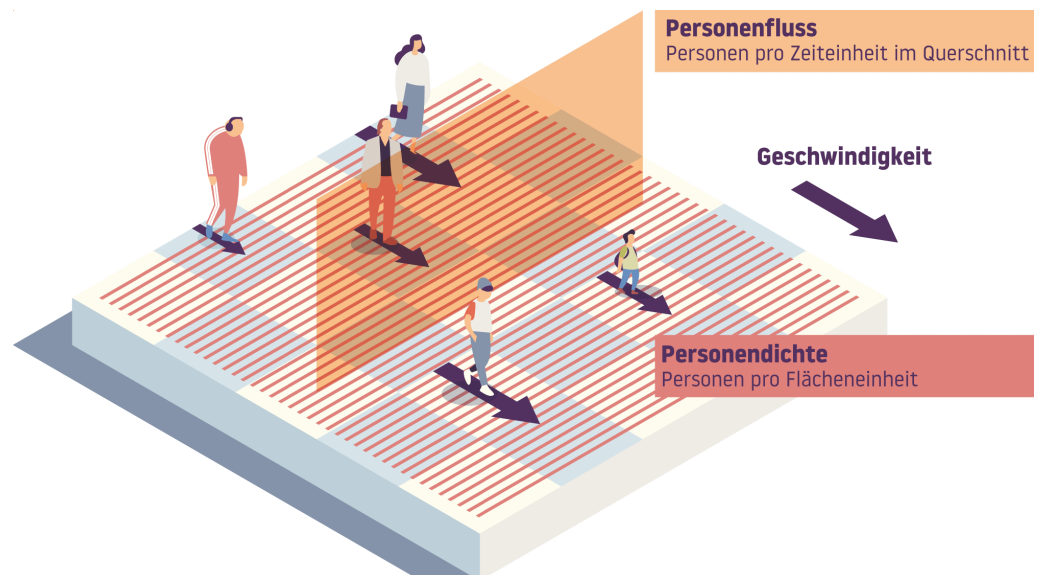 Personenfluss
Personen pro Zeiteinheit im Querschnitt
Geschwindigkeit
Personendichte
Personen pro Flächeneinheit